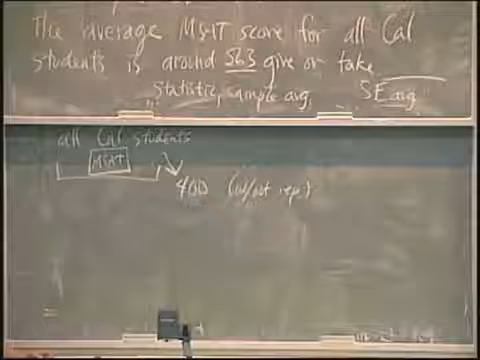 The average MSAT score for all Cal
students is around 563 give or take
statistic, sample avg. SE avg
all Cal students
MSAT
400 (w/out rep.)